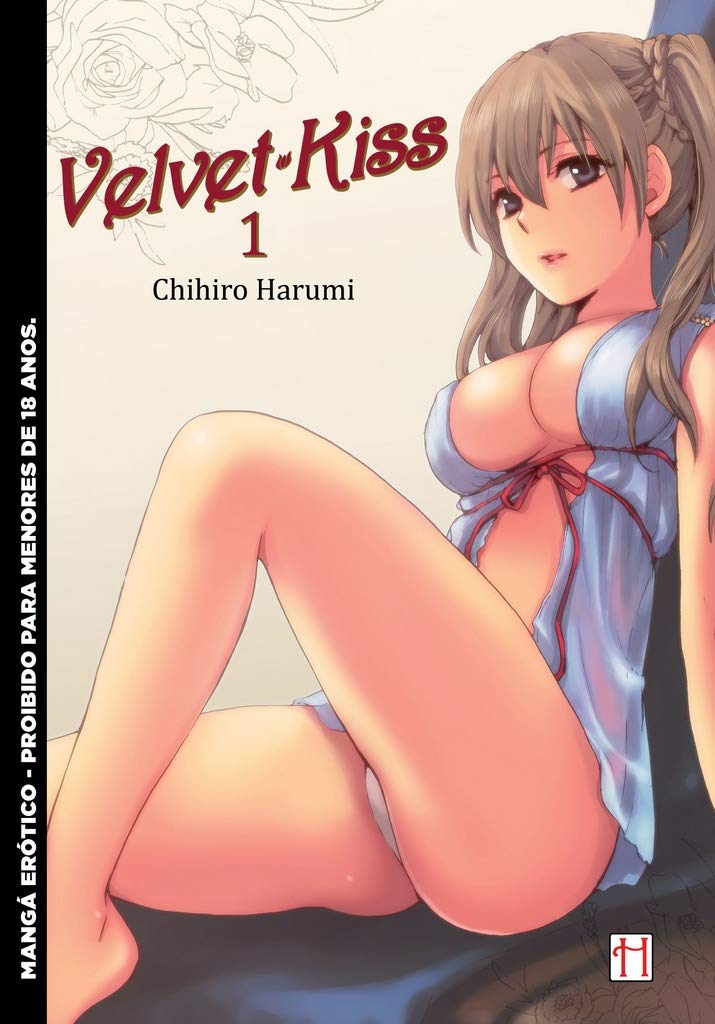 Velvet Kiss
1
Chihiro Harumi
MANGÁ ERÓTICO - PROIBIDO PARA MENORES DE 18 ANOS.
H